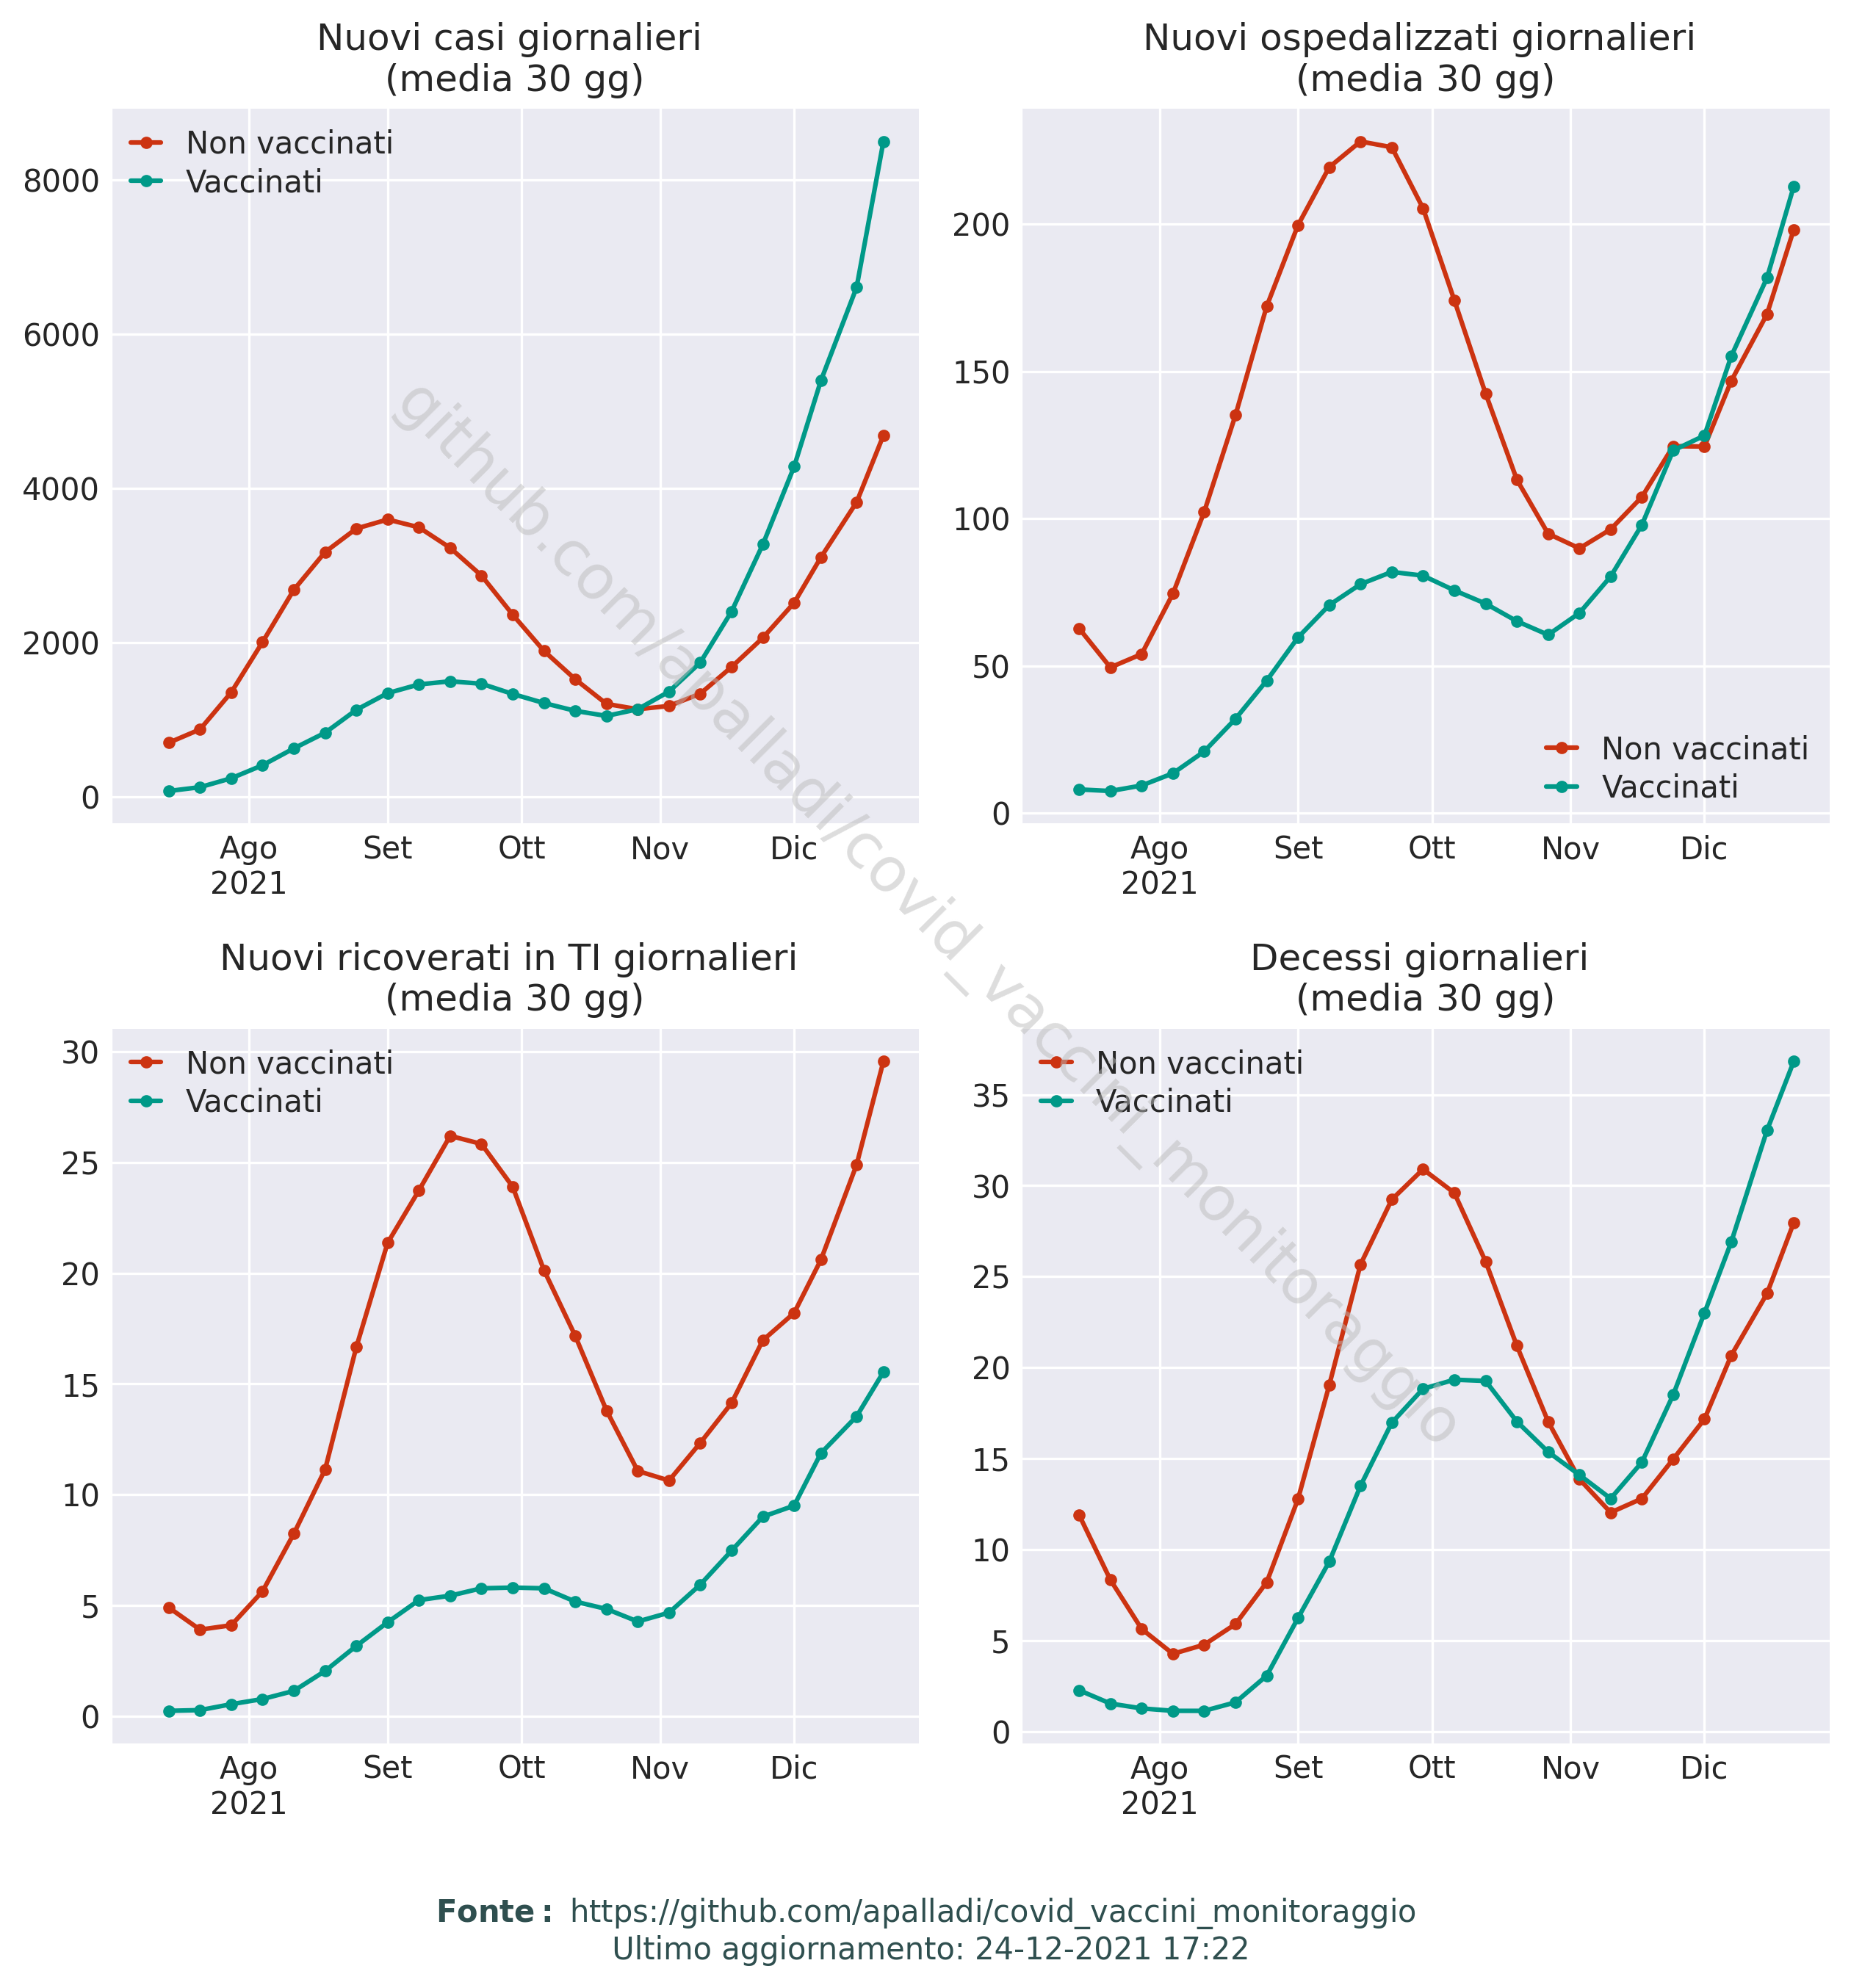 Nuovi casi giornalieri
(media 30 gg)
Non vaccinati
Vaccinati
8000
6000
4000
2000
0
Ago
2021
Set
Ott
Nov
Dic
Nuovi ospedalizzati giornalieri
(media 30 gg)
200
150
100
50
0
Non vaccinati
Vaccinati
Ago
2021
Set
Ott
Nov
Dic
Nuovi ricoverati in TI giornalieri
(media 30 gg)
Non vaccinati
Vaccinati
30
25
20
15
10
5
0
Ago
2021
Set
Ott
Nov
Dic
Decessi giornalieri
(media 30 gg)
Non vaccinati
Vaccinati
35
30
25
20
15
10
5
0
Ago
2021
Set
Ott
Nov
Dic
github.com/apalladi/covid_vaccini_monitoraggio
Fonte: https://github.com/apalladi/covid_vaccini_monitoraggio
Ultimo aggiornamento: 24-12-2021 17:22